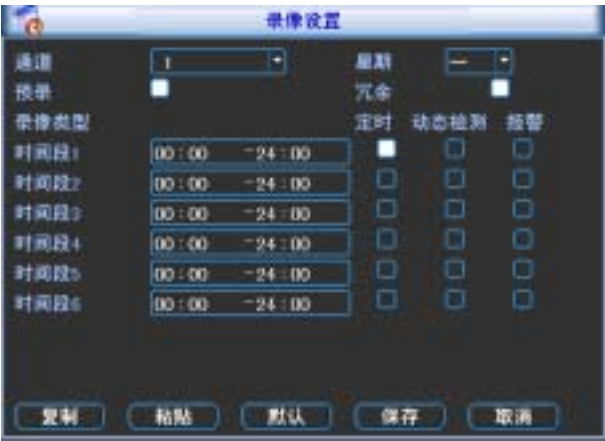 录像设置
通道 1 星期 一
预录 冗余
录像类型 定时 动态检测 报警
时间段1 00:00 -24:00
时间段2 00:00 -24:00
时间段3 00:00 -24:00
时间段4 00:00 -24:00
时间段5 00:00 -24:00
时间段6 00:00 -24:00
复制 粘贴 默认 保存 取消